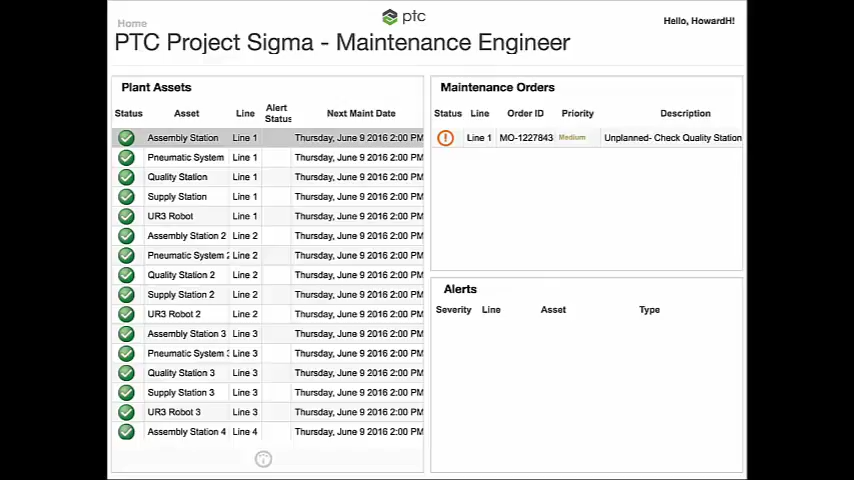 Home
ptc
Hello, HowardH!
PTC Project Sigma - Maintenance Engineer
Plant Assets
Status Asset Line Alert Status Next Maint Date
Assembly Station Line 1 Thursday, June 9 2016 2:00 PM
Pneumatic System Line 1 Thursday, June 9 2016 2:00 PM
Quality Station Line 1 Thursday, June 9 2016 2:00 PM
Supply Station Line 1 Thursday, June 9 2016 2:00 PM
UR3 Robot Line 1 Thursday, June 9 2016 2:00 PM
Assembly Station 2 Line 2 Thursday, June 9 2016 2:00 PM
Pneumatic System 2 Line 2 Thursday, June 9 2016 2:00 PM
Quality Station 2 Line 2 Thursday, June 9 2016 2:00 PM
Supply Station 2 Line 2 Thursday, June 9 2016 2:00 PM
UR3 Robot 2 Line 2 Thursday, June 9 2016 2:00 PM
Assembly Station 3 Line 3 Thursday, June 9 2016 2:00 PM
Pneumatic System 3 Line 3 Thursday, June 9 2016 2:00 PM
Quality Station 3 Line 3 Thursday, June 9 2016 2:00 PM
Supply Station 3 Line 3 Thursday, June 9 2016 2:00 PM
UR3 Robot 3 Line 3 Thursday, June 9 2016 2:00 PM
Assembly Station 4 Line 4 Thursday, June 9 2016 2:00 PM
Maintenance Orders
Status Line Order ID Priority Description
Line 1 MO-1227843 Medium Unplanned- Check Quality Station
Alerts
Severity Line Asset Type